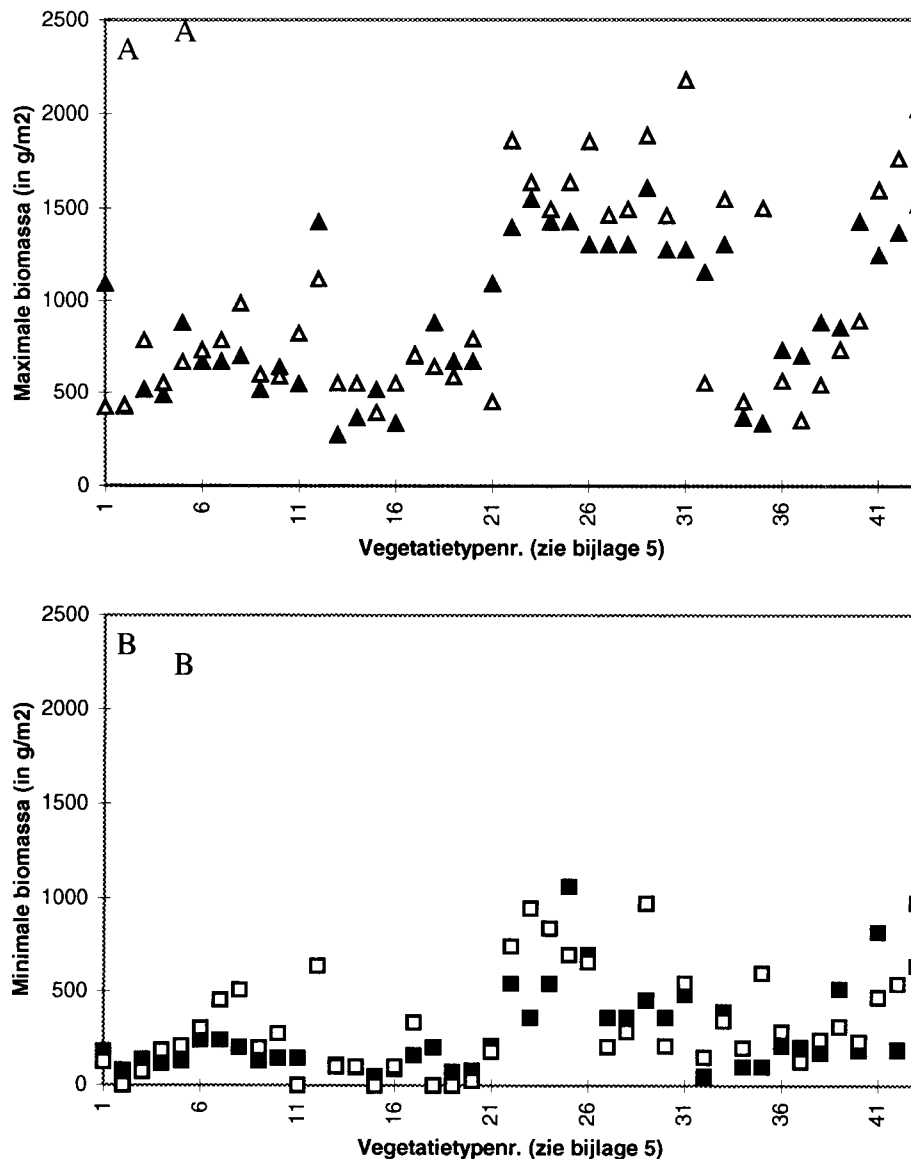 A A
2500
2000
1500
1000
500
0
Maximale biomassa (in g/m2)
1 6 11 16 21 26 31 36 41
Vegetatietypenr. (zie bijlage 5)
B B
2500
2000
1500
1000
500
0
Minimale biomassa (in g/m2)
1 6 11 16 21 26 31 36 41
Vegetatietypenr. (zie bijlage 5)